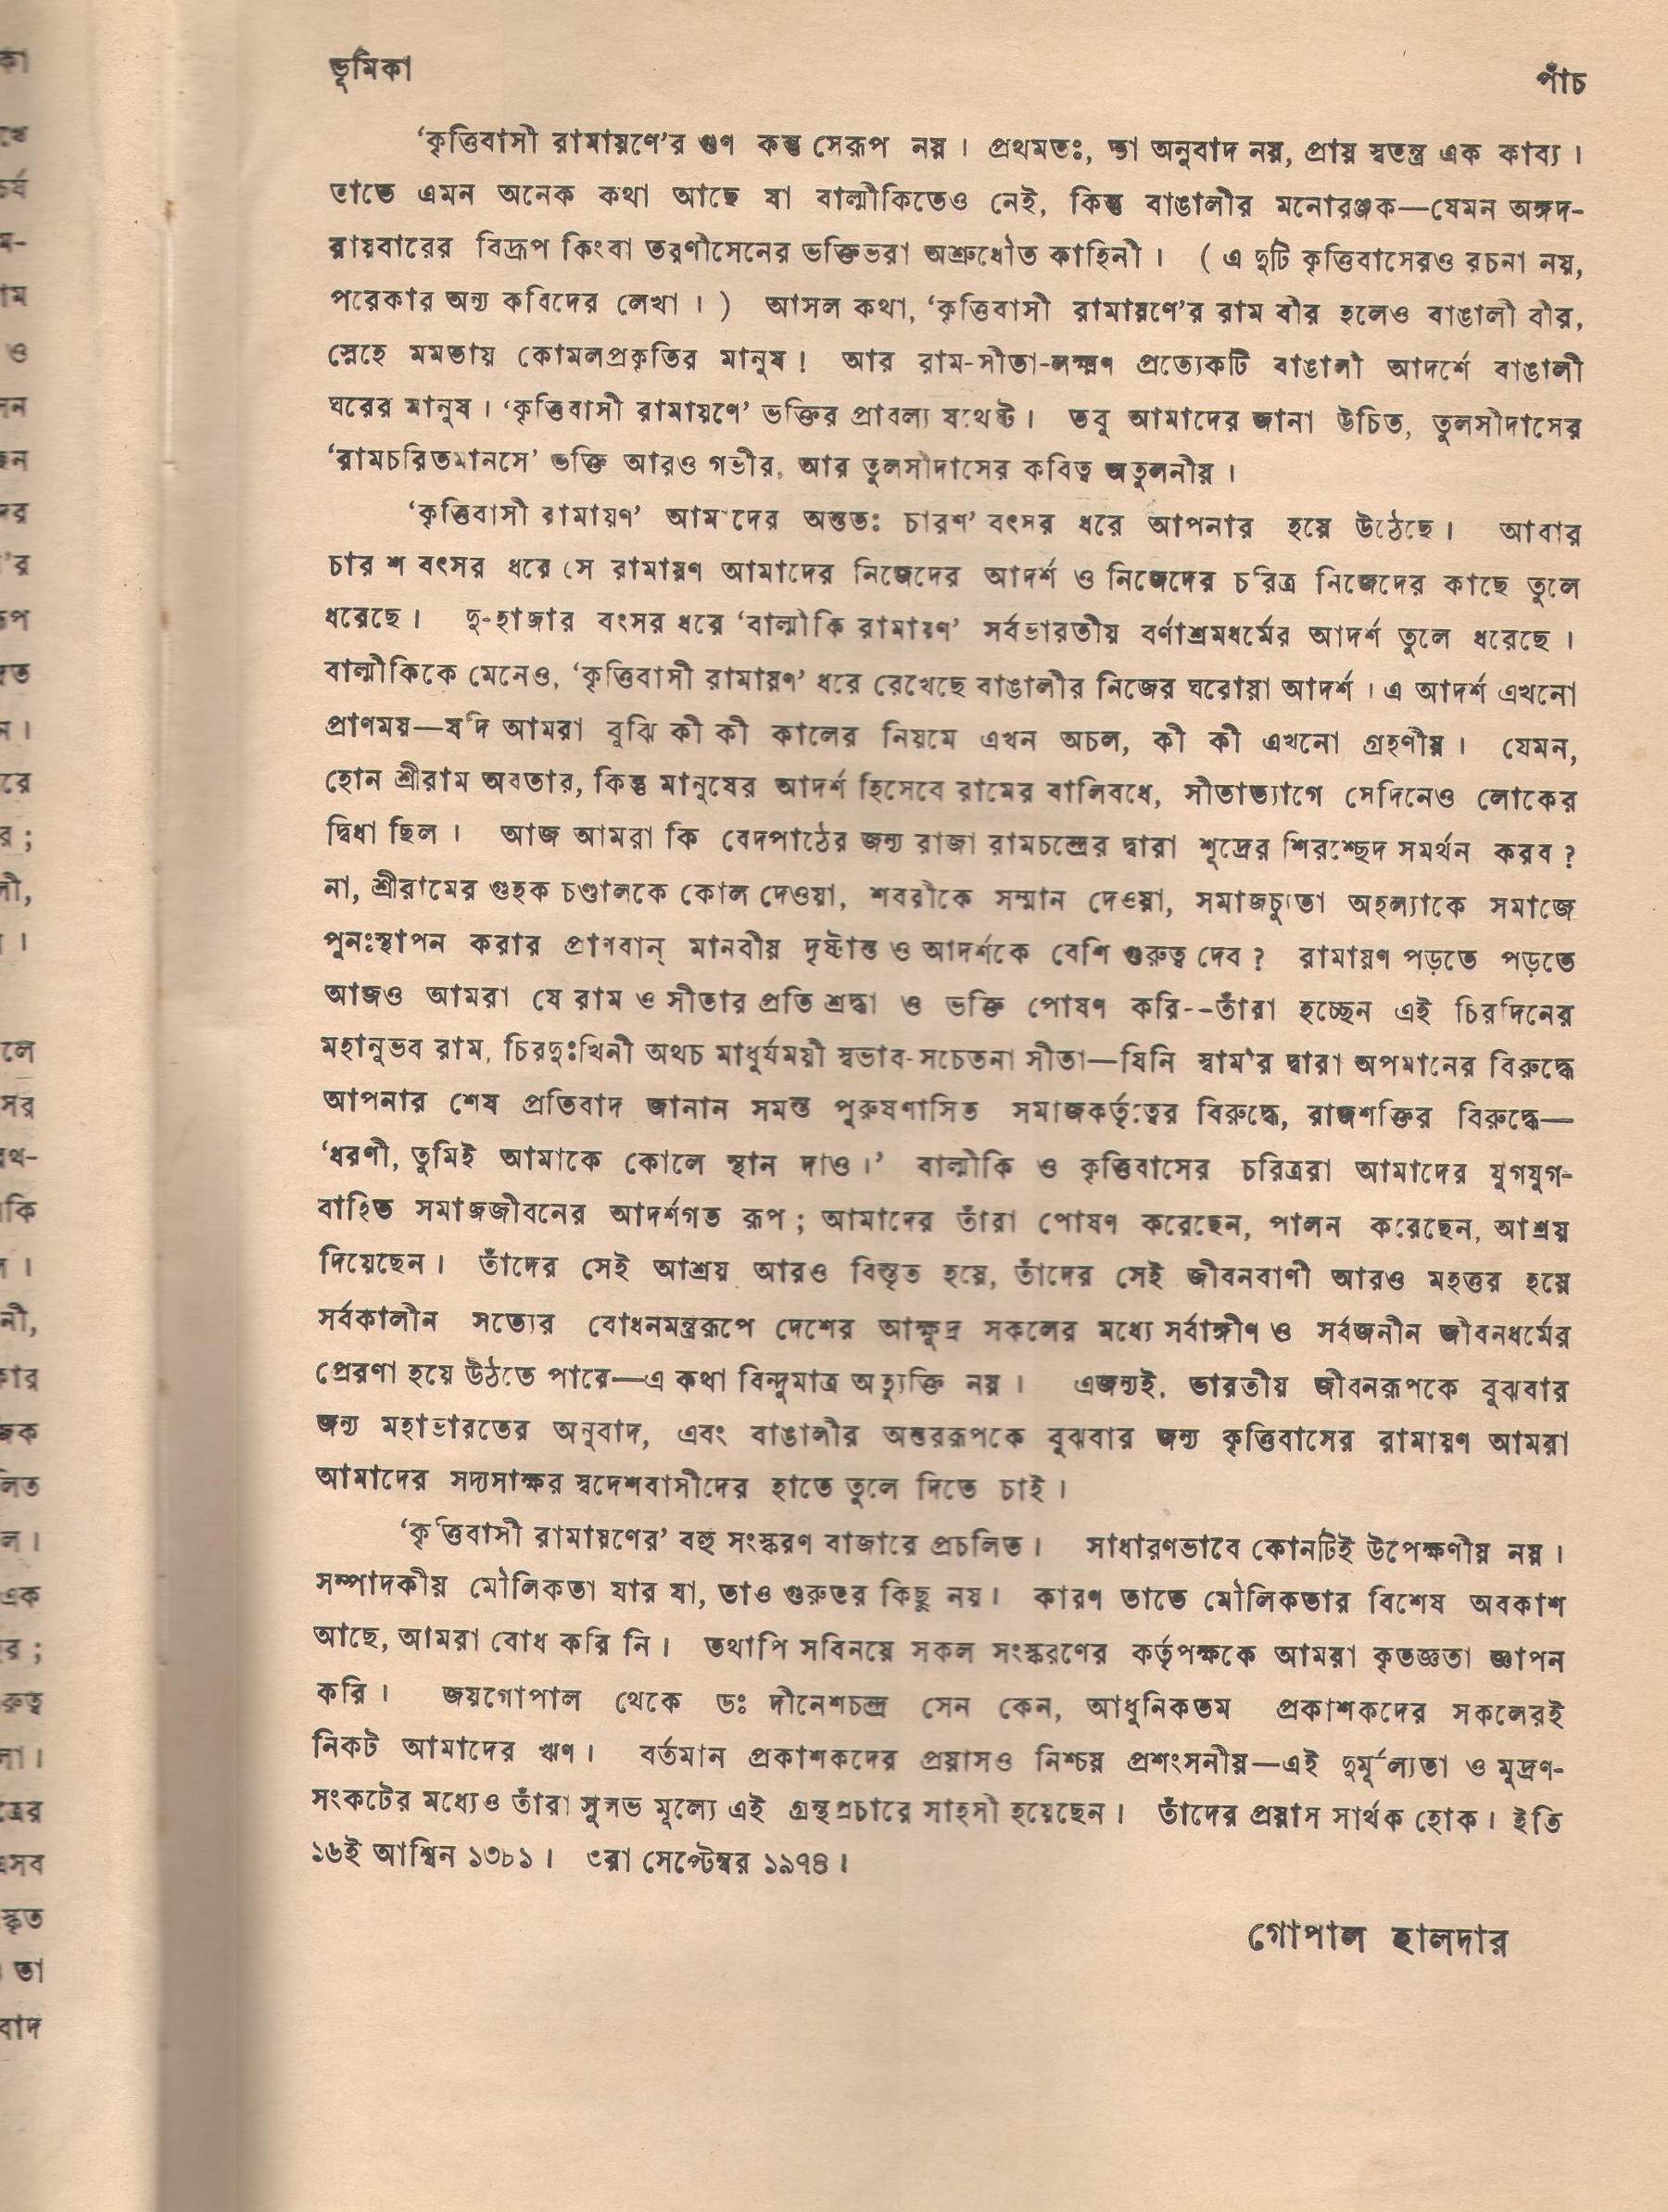 ভূমিকা
পাঁচ
‘কৃত্তিবাসী রামায়ণে’র গুণ কিন্তু সেরূপ নয়। প্রথমতঃ, তা অনুবাদ নয়, প্রায় স্বতন্ত্র এক কাব্য।
তাতে এমন অনেক কথা আছে যা বাল্মীকিতেও নেই, কিন্তু বাঙালীর মনোরঞ্জক—যেমন অঙ্গদ-
রায়বারের বিদ্রূপ কিংবা তরণীসেনের ভক্তিভরা অশ্রুধৌত কাহিনী। (এ দুটি কৃত্তিবাসেরও রচনা নয়,
পরেকার অন্য কবিদের লেখা।) আসল কথা, ‘কৃত্তিবাসী রামায়ণে’র রাম বীর হলেও বাঙালী বীর,
স্নেহে মমতায় কোমলপ্রকৃতির মানুষ! আর রাম-সীতা-লক্ষ্মণ প্রত্যেকটি বাঙালী আদর্শে বাঙালী
ঘরের মানুষ। ‘কৃত্তিবাসী রামায়ণে’ ভক্তির প্রাবল্য যথেষ্ট। তবু আমাদের জানা উচিত, তুলসীদাসের
‘রামচরিতমানসে’ ভক্তি আরও গভীর, আর তুলসীদাসের কবিত্ব অতুলনীয়।
‘কৃত্তিবাসী রামায়ণ’ আমাদের অন্ততঃ চারশ’ বৎসর ধরে আপনার হয়ে উঠেছে। আবার
চার শ বৎসর ধরে সে রামায়ণ আমাদের নিজেদের আদর্শ ও নিজেদের চরিত্র নিজেদের কাছে তুলে
ধরেছে। দু-হাজার বৎসর ধরে ‘বাল্মীকি রামায়ণ’ সর্বভারতীয় বর্ণাশ্রমধর্মের আদর্শ তুলে ধরেছে।
বাল্মীকিকে মেনেও, ‘কৃত্তিবাসী রামায়ণ’ ধরে রেখেছে বাঙালীর নিজের ঘরোয়া আদর্শ। এ আদর্শ এখনো
প্রাণময়—যদি আমরা বুঝি কী কী কালের নিয়মে এখন অচল, কী কী এখনো গ্রহণীয়। যেমন,
হোন শ্রীরাম অবতার, কিন্তু মানুষের আদর্শ হিসেবে রামের বালিবধে, সীতাত্যাগে সেদিনেও লোকের
দ্বিধা ছিল। আজ আমরা কি বেদপাঠের জন্য রাজা রামচন্দ্রের দ্বারা শূদ্রের শিরশ্ছেদ সমর্থন করব?
না, শ্রীরামের গুহক চণ্ডালকে কোল দেওয়া, শবরীকে সম্মান দেওয়া, সমাজচ্যুতা অহল্যাকে সমাজে
পুনঃস্থাপন করার প্রাণবান্ মানবীয় দৃষ্টান্ত ও আদর্শকে বেশি গুরুত্ব দেব? রামায়ণ পড়তে পড়তে
আজও আমরা যে রাম ও সীতার প্রতি শ্রদ্ধা ও ভক্তি পোষণ করি--তাঁরা হচ্ছেন এই চিরদিনের
মহানুভব রাম, চিরদুঃখিনী অথচ মাধুর্যময়ী স্বভাব-সচেতনা সীতা—যিনি স্বামীর দ্বারা অপমানের বিরুদ্ধে
আপনার শেষ প্রতিবাদ জানান সমস্ত পুরুষশাসিত সমাজকর্তৃত্বের বিরুদ্ধে, রাজশক্তির বিরুদ্ধে—
‘ধরণী, তুমিই আমাকে কোলে স্থান দাও।’ বাল্মীকি ও কৃত্তিবাসের চরিত্ররা আমাদের যুগযুগ-
বাহিত সমাজজীবনের আদর্শগত রূপ; আমাদের তাঁরা পোষণ করেছেন, পালন করেছেন, আশ্রয়
দিয়েছেন। তাঁদের সেই আশ্রয় আরও বিস্তৃত হয়ে, তাঁদের সেই জীবনবাণী আরও মহত্তর হয়ে
সর্বকালীন সত্যের বোধনমন্ত্ররূপে দেশের আক্ষুদ্র সকলের মধ্যে সর্বাঙ্গীণ ও সর্বজনীন জীবনধর্মের
প্রেরণা হয়ে উঠতে পারে—এ কথা বিন্দুমাত্র অত্যুক্তি নয়। এজন্যই, ভারতীয় জীবনরূপকে বুঝবার
জন্য মহাভারতের অনুবাদ, এবং বাঙালীর অন্তররূপকে বুঝবার জন্য কৃত্তিবাসের রামায়ণ আমরা
আমাদের সদ্যসাক্ষর স্বদেশবাসীদের হাতে তুলে দিতে চাই।
‘কৃত্তিবাসী রামায়ণের’ বহু সংস্করণ বাজারে প্রচলিত। সাধারণভাবে কোনটিই উপেক্ষণীয় নয়।
সম্পাদকীয় মৌলিকতা যার যা, তাও গুরুতর কিছু নয়। কারণ তাতে মৌলিকতার বিশেষ অবকাশ
আছে, আমরা বোধ করি নি। তথাপি সবিনয়ে সকল সংস্করণের কর্তৃপক্ষকে আমরা কৃতজ্ঞতা জ্ঞাপন
করি। জয়গোপাল থেকে ডঃ দীনেশচন্দ্র সেন কেন, আধুনিকতম প্রকাশকদের সকলেরই
নিকট আমাদের ঋণ। বর্তমান প্রকাশকদের প্রয়াসও নিশ্চয় প্রশংসনীয়—এই দুর্মূল্যতা ও মুদ্রণ-
সংকটের মধ্যেও তাঁরা সুলভ মূল্যে এই গ্রন্থপ্রচারে সাহসী হয়েছেন। তাঁদের প্রয়াস সার্থক হোক। ইতি
১৬ই আশ্বিন ১৩৮১। ৩রা সেপ্টেম্বর ১৯৭৪।
গোপাল হালদার